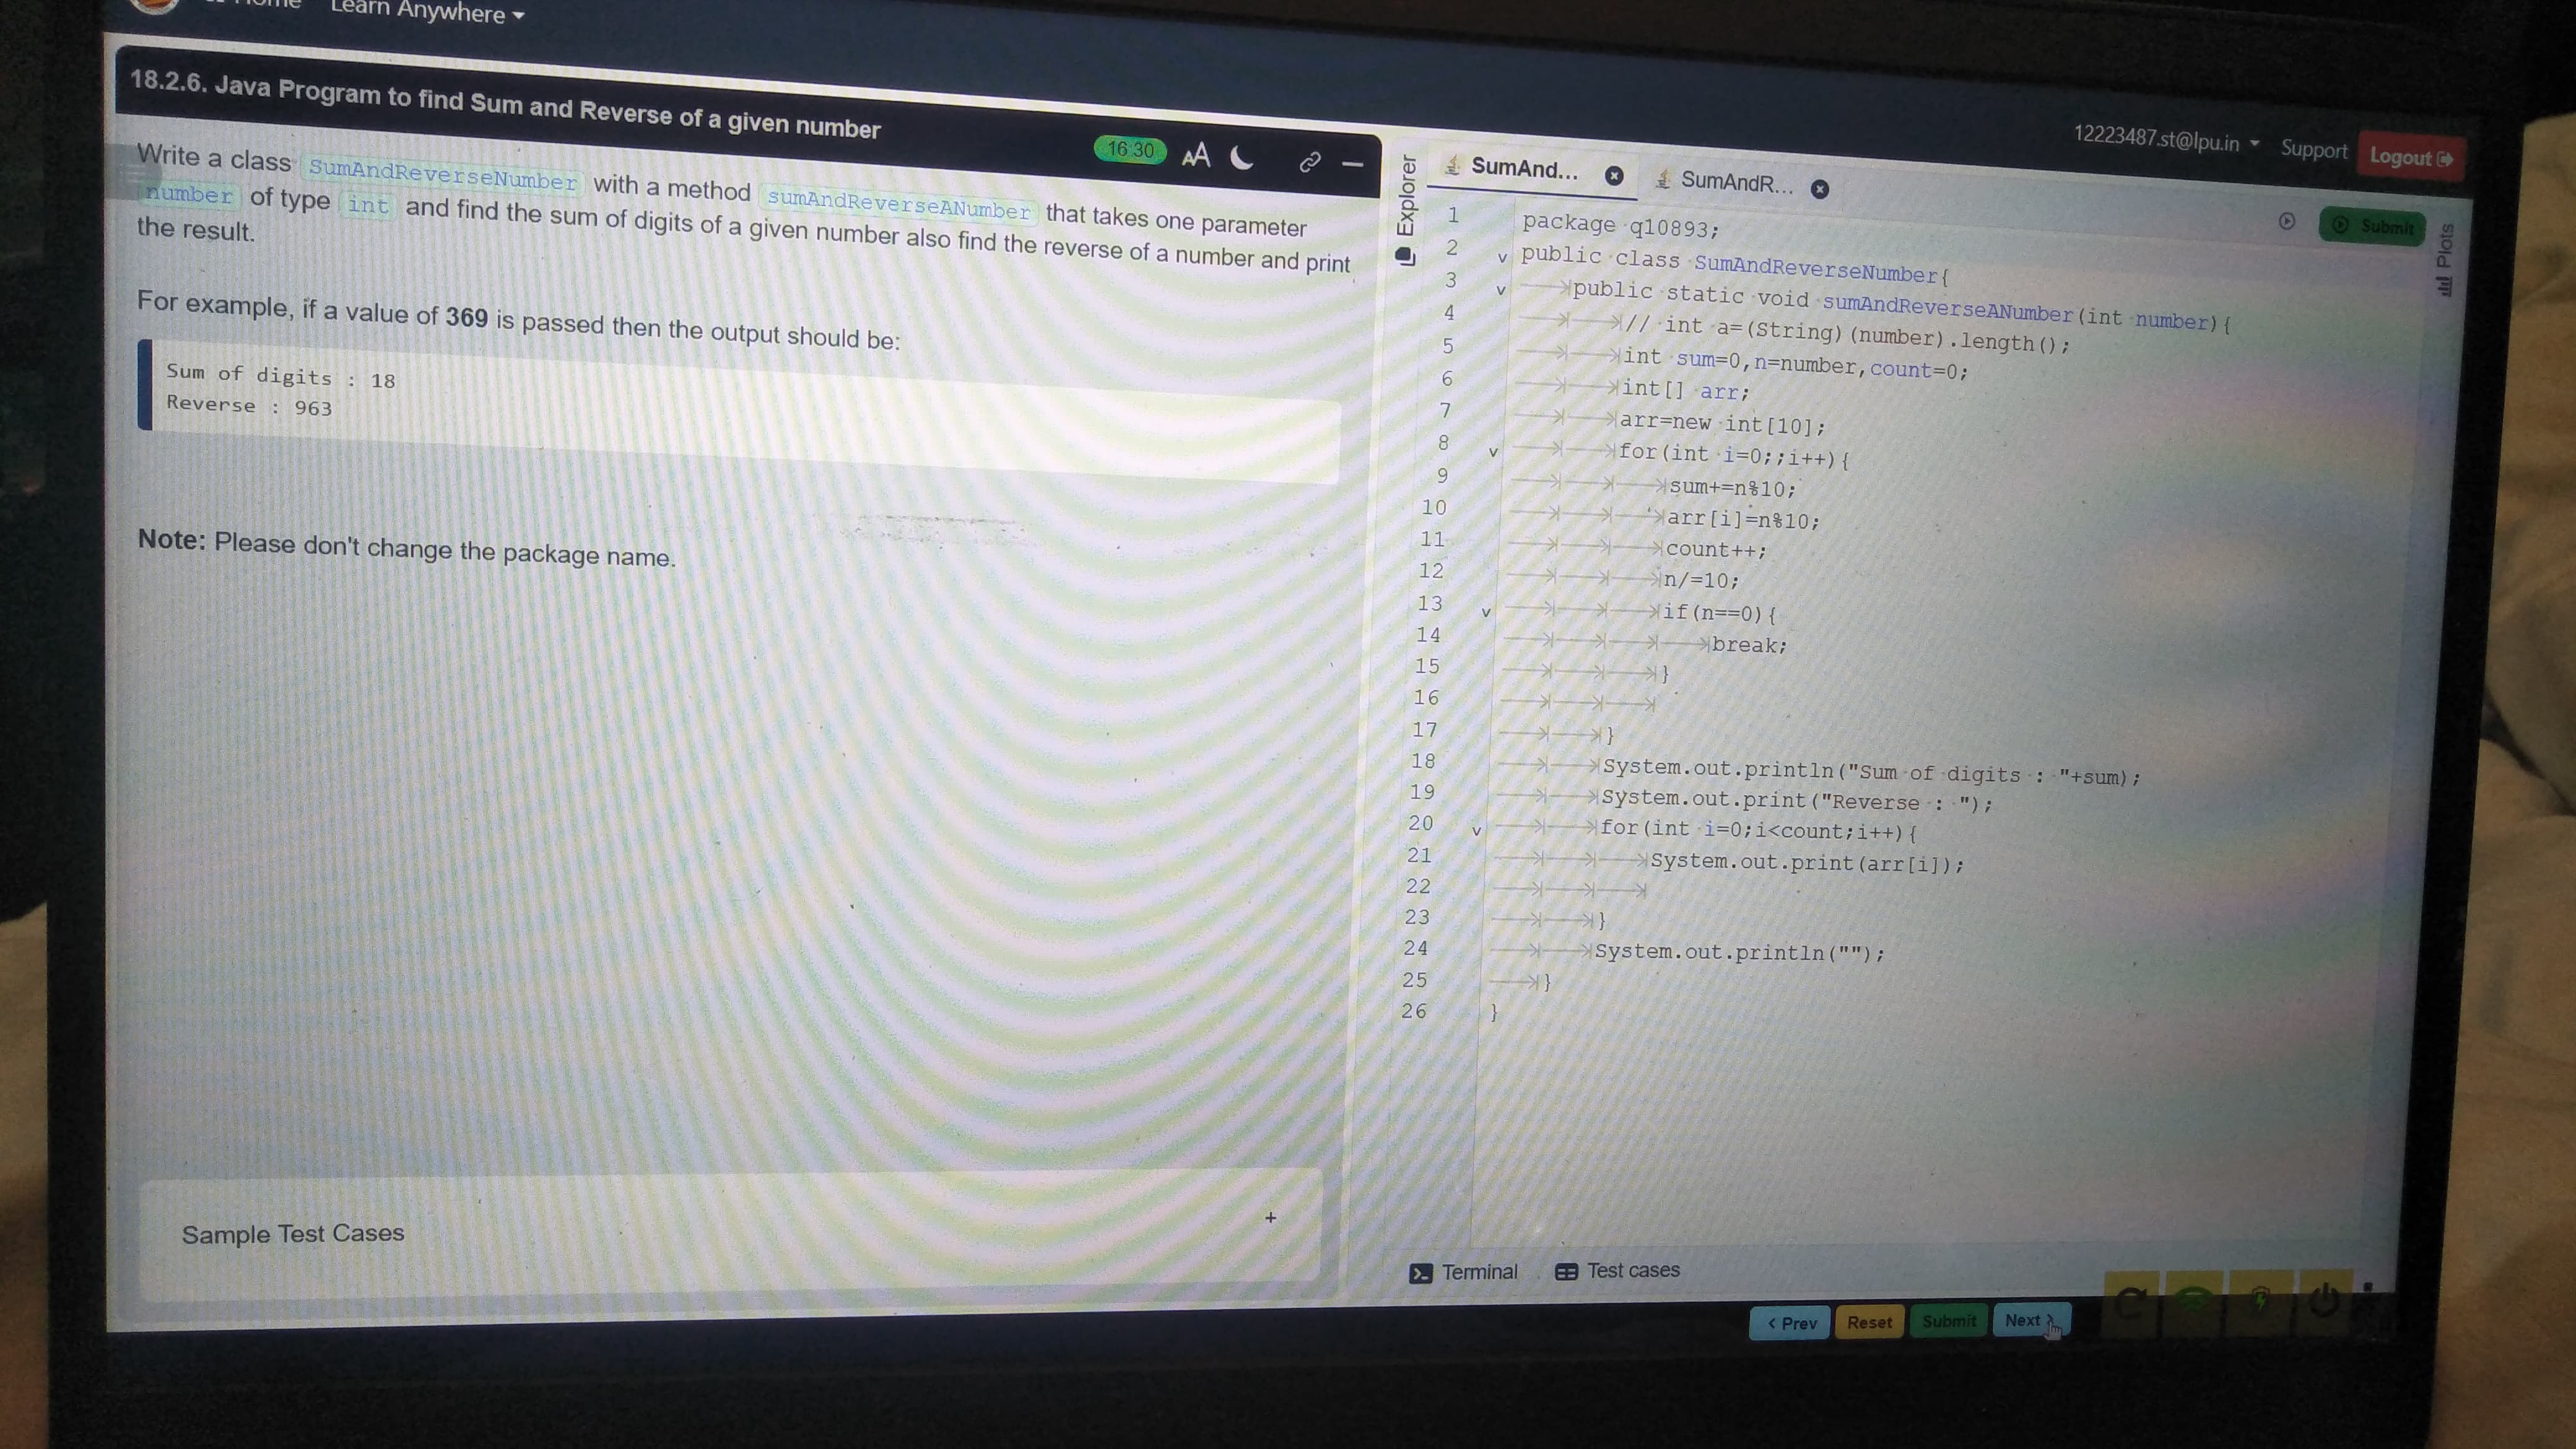 Learn Anywhere
18.2.6. Java Program to find Sum and Reverse of a given number
16:30 AA
Write a class SumAndReverseNumber with a method sumAndReverseANumber that takes one parameter
number of type int and find the sum of digits of a given number also find the reverse of a number and print
the result.
For example, if a value of 369 is passed then the output should be:
Sum of digits : 18
Reverse : 963
Note: Please don't change the package name.
Sample Test Cases +
12223487.st@lpu.in Support Logout
Explorer
SumAnd... SumAndR...
Submit
Plots
1 package q10893;
2 public class SumAndReverseNumber{
3 public static void sumAndReverseANumber(int number){
4 // int a=(String)(number).length();
5 int sum=0,n=number,count=0;
6 int[] arr;
7 arr=new int[10];
8 for(int i=0;;i++){
9 sum+=n%10;
10 arr[i]=n%10;
11 count++;
12 n/=10;
13 if(n==0){
14 break;
15 }
16
17 }
18 System.out.println("Sum of digits : "+sum);
19 System.out.print("Reverse : ");
20 for(int i=0;i<count;i++){
21 System.out.print(arr[i]);
22
23 }
24 System.out.println("");
25 }
26 }
Terminal Test cases
< Prev Reset Submit Next >